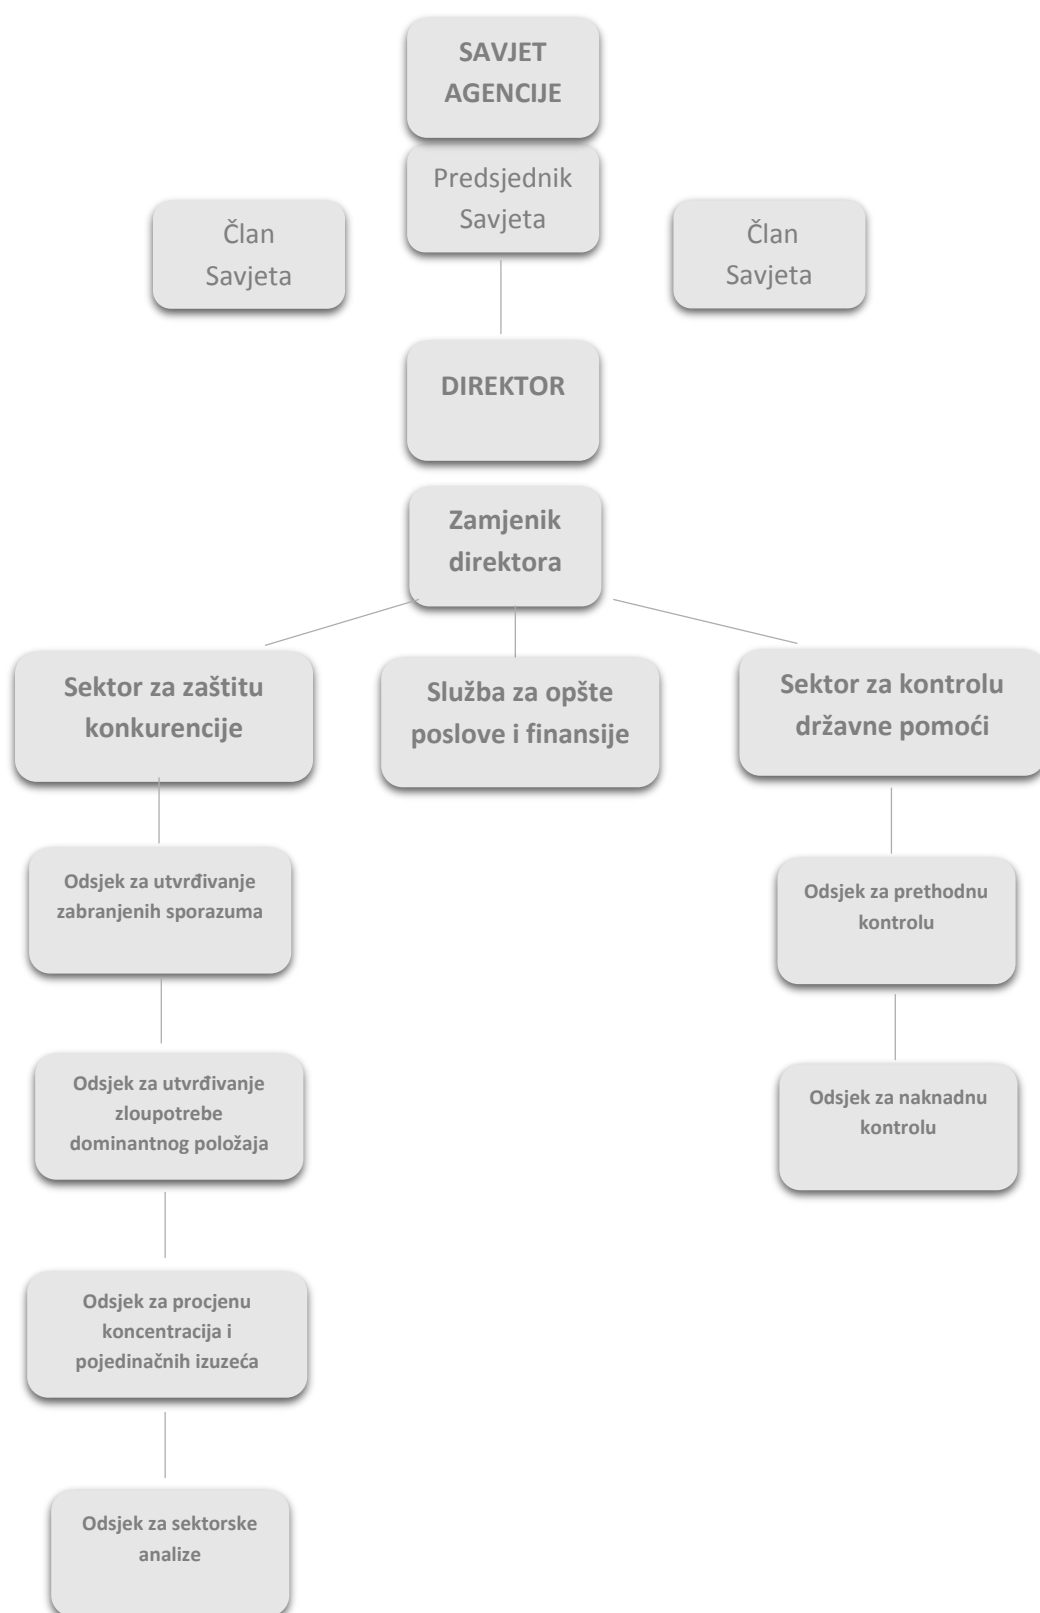 SAVJET
AGENCIJE
Predsjednik
Savjeta
Član
Savjeta
Član
Savjeta
DIREKTOR
Zamjenik
direktora
Sektor za zaštitu
konkurencije
Služba za opšte
poslove i finansije
Sektor za kontrolu
državne pomoći
Odsjek za utvrđivanje
zabranjenih sporazuma
Odsjek za prethodnu
kontrolu
Odsjek za utvrđivanje
zloupotrebe
dominantnog položaja
Odsjek za naknadnu
kontrolu
Odsjek za procjenu
koncentracija i
pojedinačnih izuzeća
Odsjek za sektorske
analize